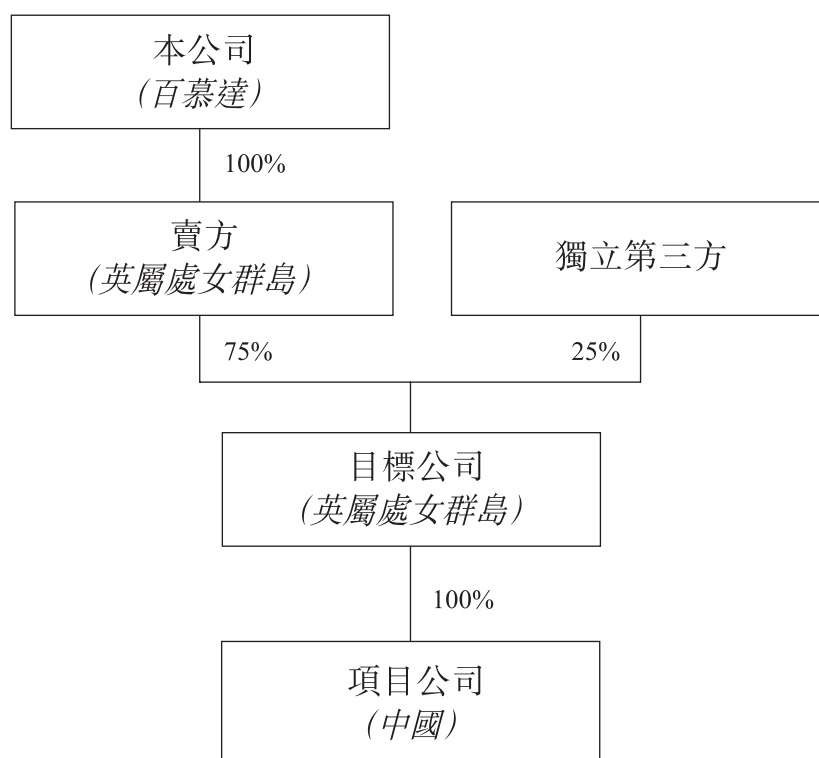 本公司
(百慕達)
100%
賣方
(英屬處女群島)
獨立第三方
75%
25%
目標公司
(英屬處女群島)
100%
項目公司
(中國)